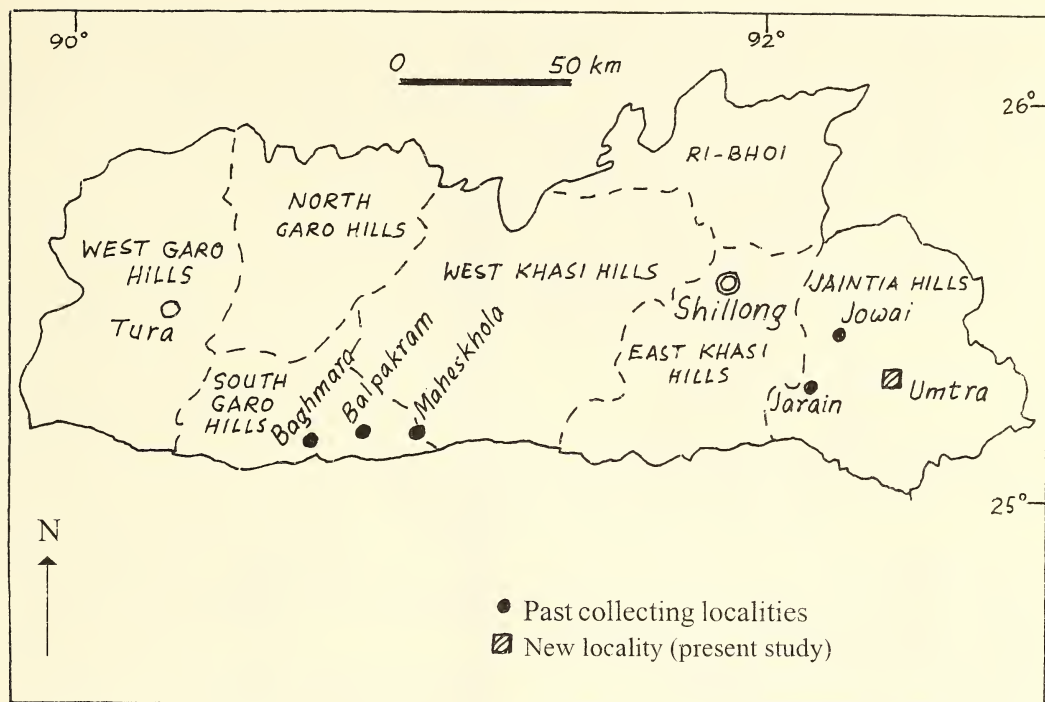 90°
92°
0 50 km
26°
RI-BHOI
NORTH
GARO HILLS
WEST GARO
HILLS
WEST KHASI HILLS
Tura
Shillong
JAINTIA HILLS
Jowai
EAST KHASI
HILLS
SOUTH
GARO
HILLS
Baghmara
Balpakram
Maheskhola
Jarain
Umtra
25°
N
Past collecting localities
New locality (present study)